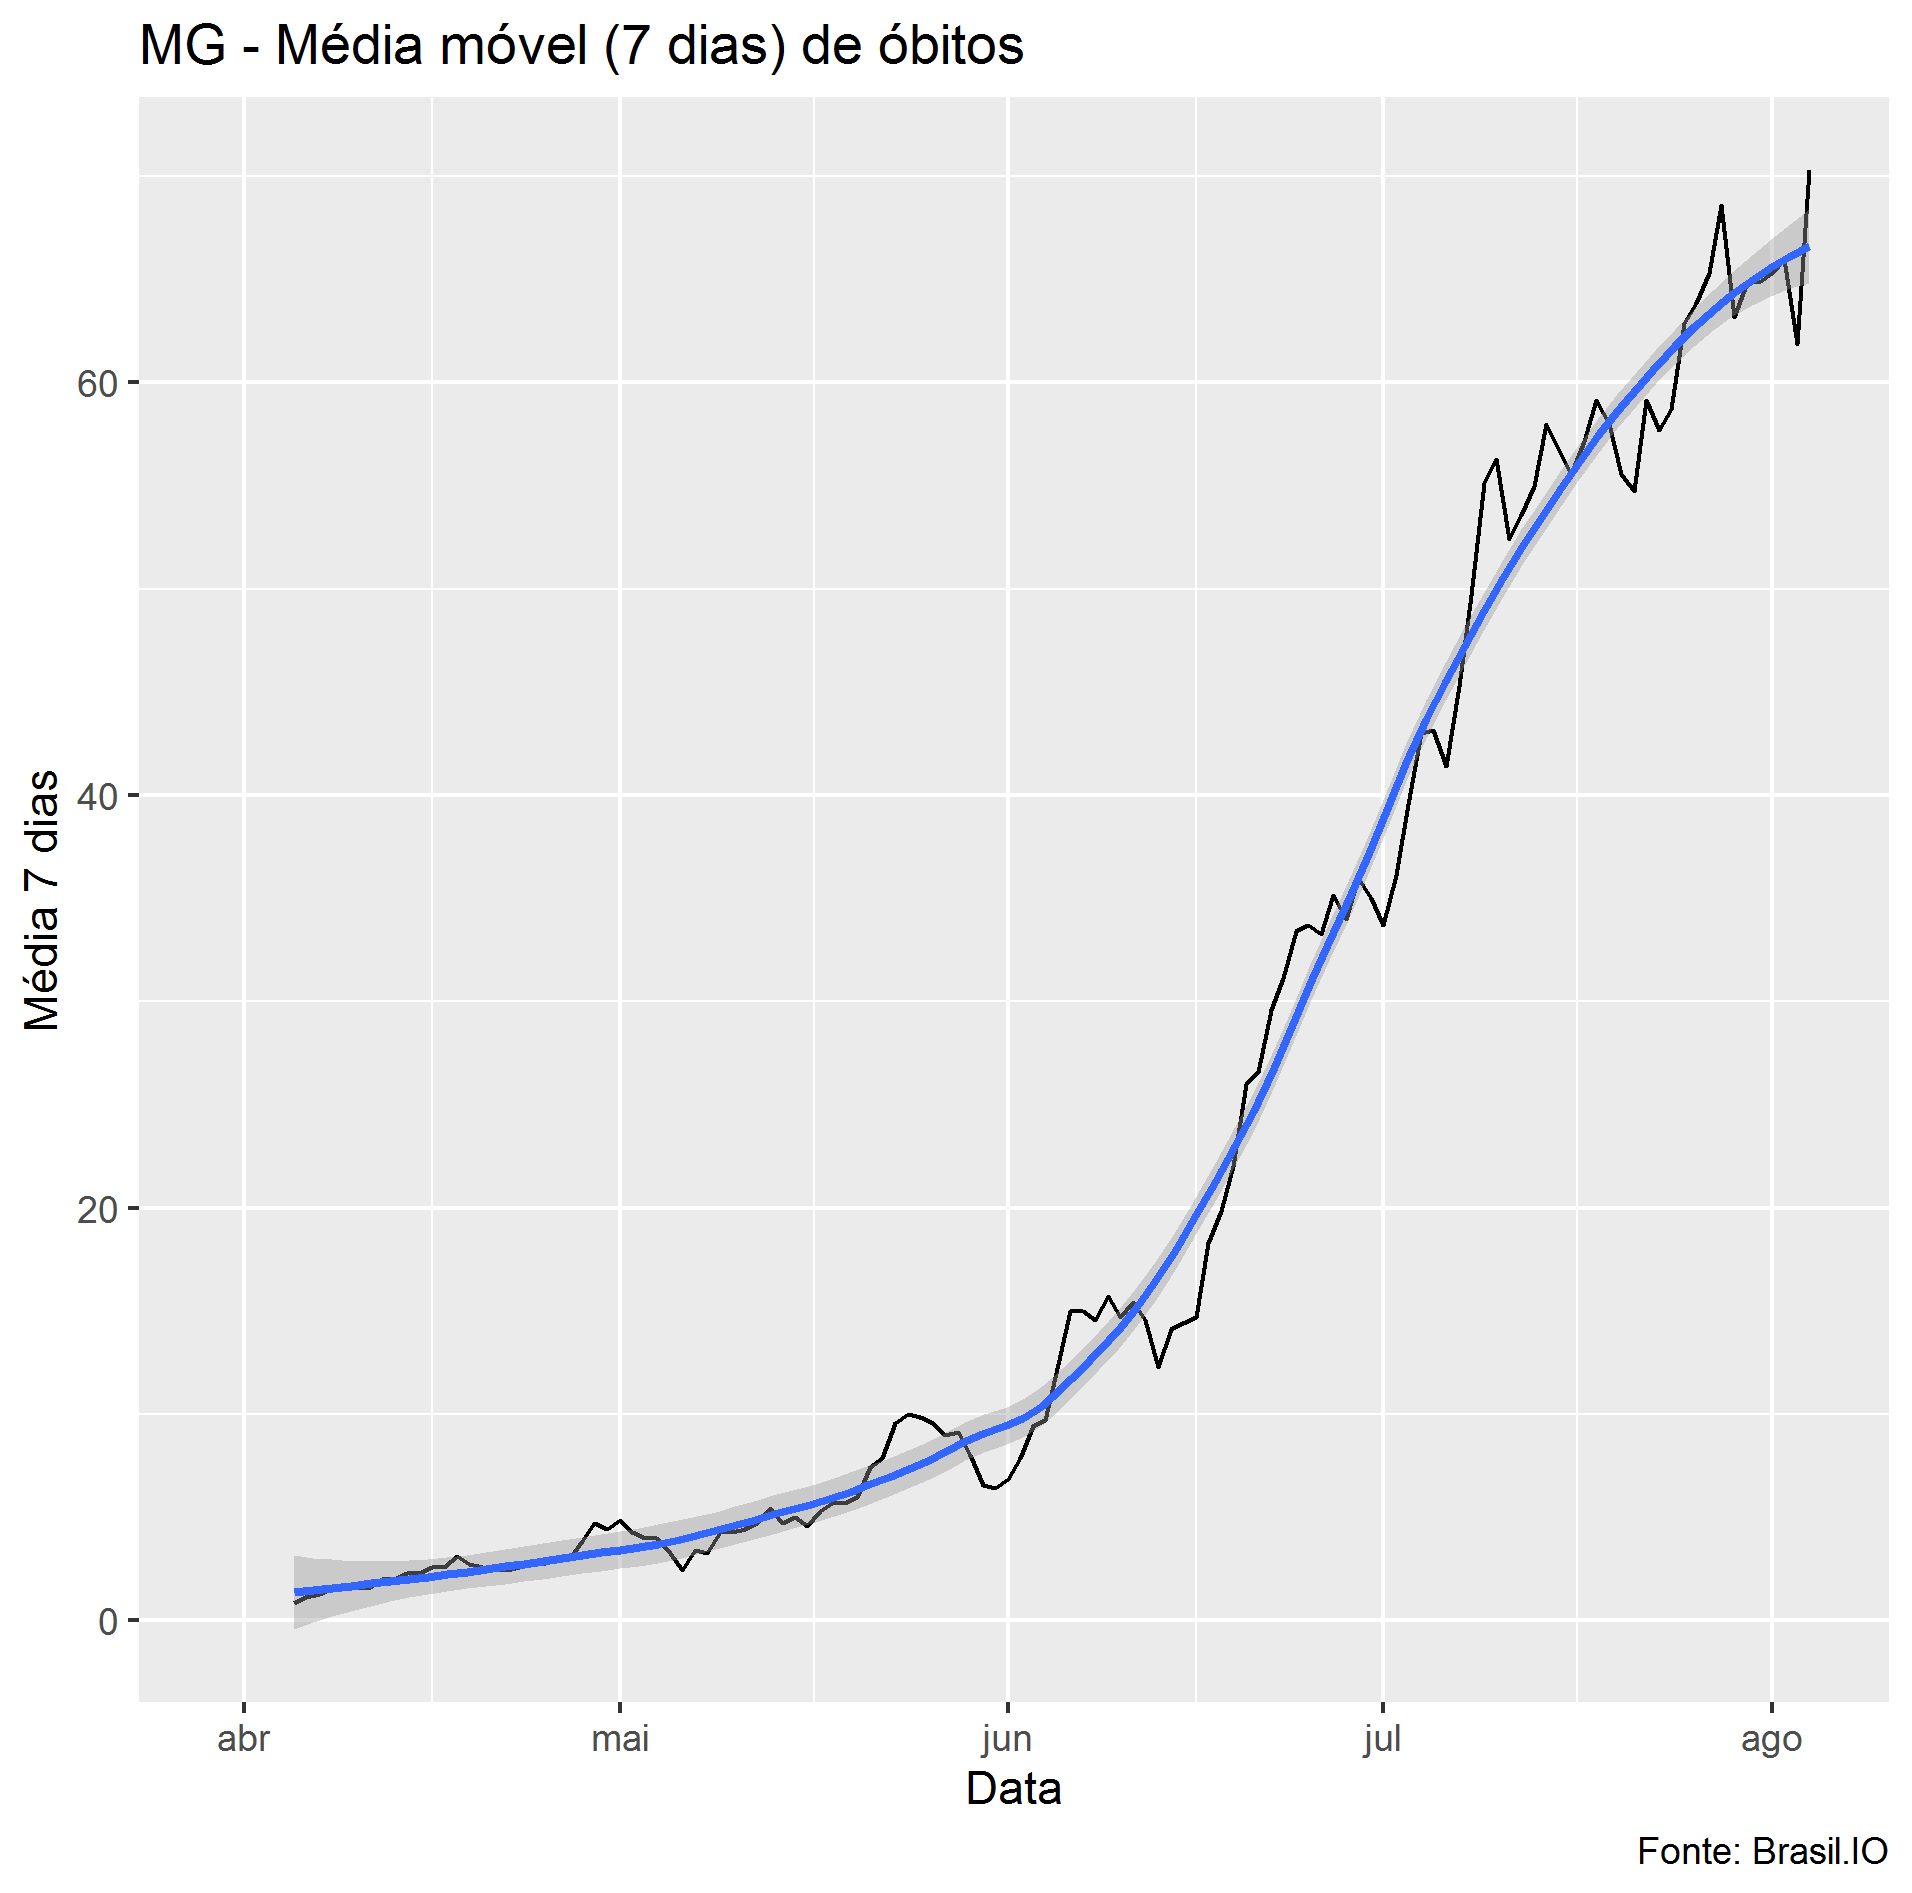 MG - Média móvel (7 dias) de óbitos
Média 7 dias
60
40
20
0
abr mai jun jul ago
Data
Fonte: Brasil.IO